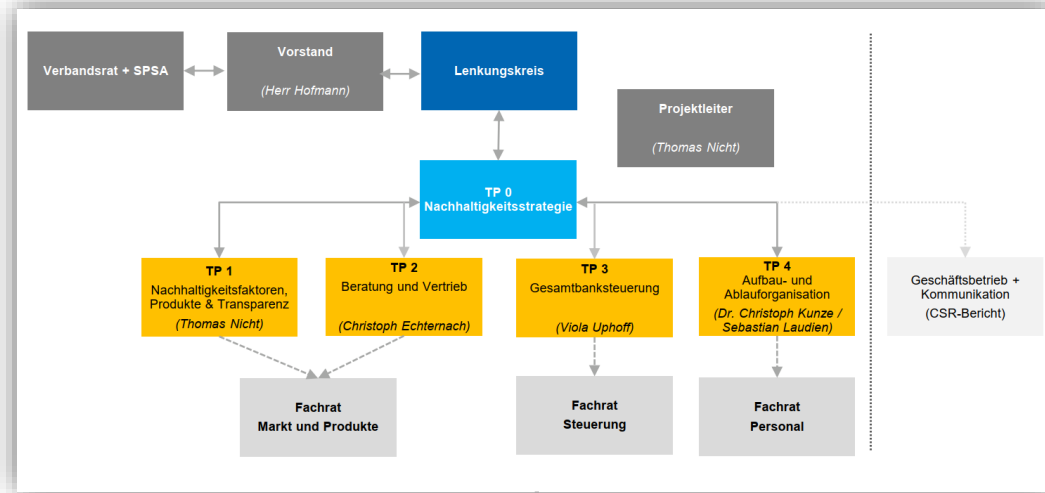 Verbandsrat + SPSA
Vorstand
(Herr Hofmann)
Lenkungskreis
Projektleiter
(Thomas Nicht)
TP 0
Nachhaltigkeitsstrategie
TP 1
Nachhaltigkeitsfaktoren,
Produkte & Transparenz
(Thomas Nicht)
TP 2
Beratung und Vertrieb
(Christoph Echternach)
TP 3
Gesamtbanksteuerung
(Viola Uphoff)
TP 4
Aufbau- und
Ablauforganisation
(Dr. Christoph Kunze /
Sebastian Laudien)
Geschäftsbetrieb +
Kommunikation
(CSR-Bericht)
Fachrat
Markt und Produkte
Fachrat
Steuerung
Fachrat
Personal